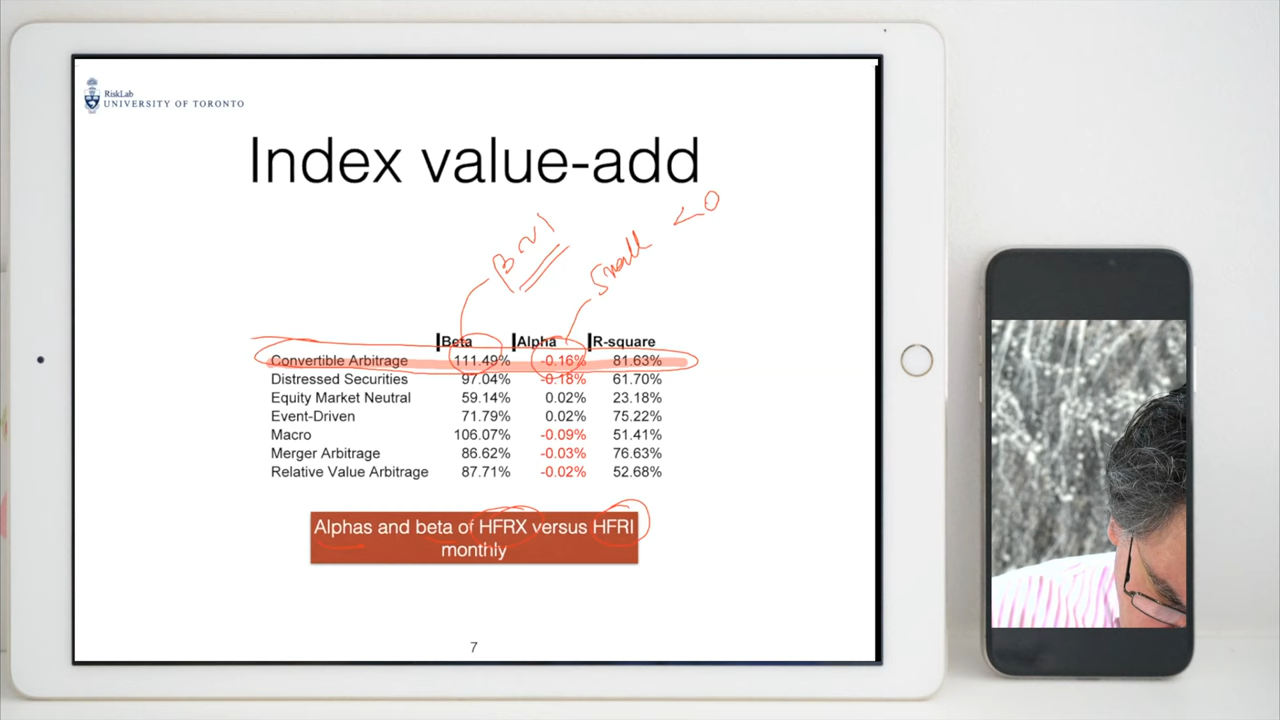 RiskLab
UNIVERSITY OF TORONTO
Index value-add
β ~ 1
Small < 0
Beta Alpha R-square
Convertible Arbitrage 111.49% -0.16% 81.63%
Distressed Securities 97.04% -0.18% 61.70%
Equity Market Neutral 59.14% 0.02% 23.18%
Event-Driven 71.79% 0.02% 75.22%
Macro 106.07% -0.09% 51.41%
Merger Arbitrage 86.62% -0.03% 76.63%
Relative Value Arbitrage 87.71% -0.02% 52.68%
Alphas and beta of HFRX versus HFRI
monthly
7